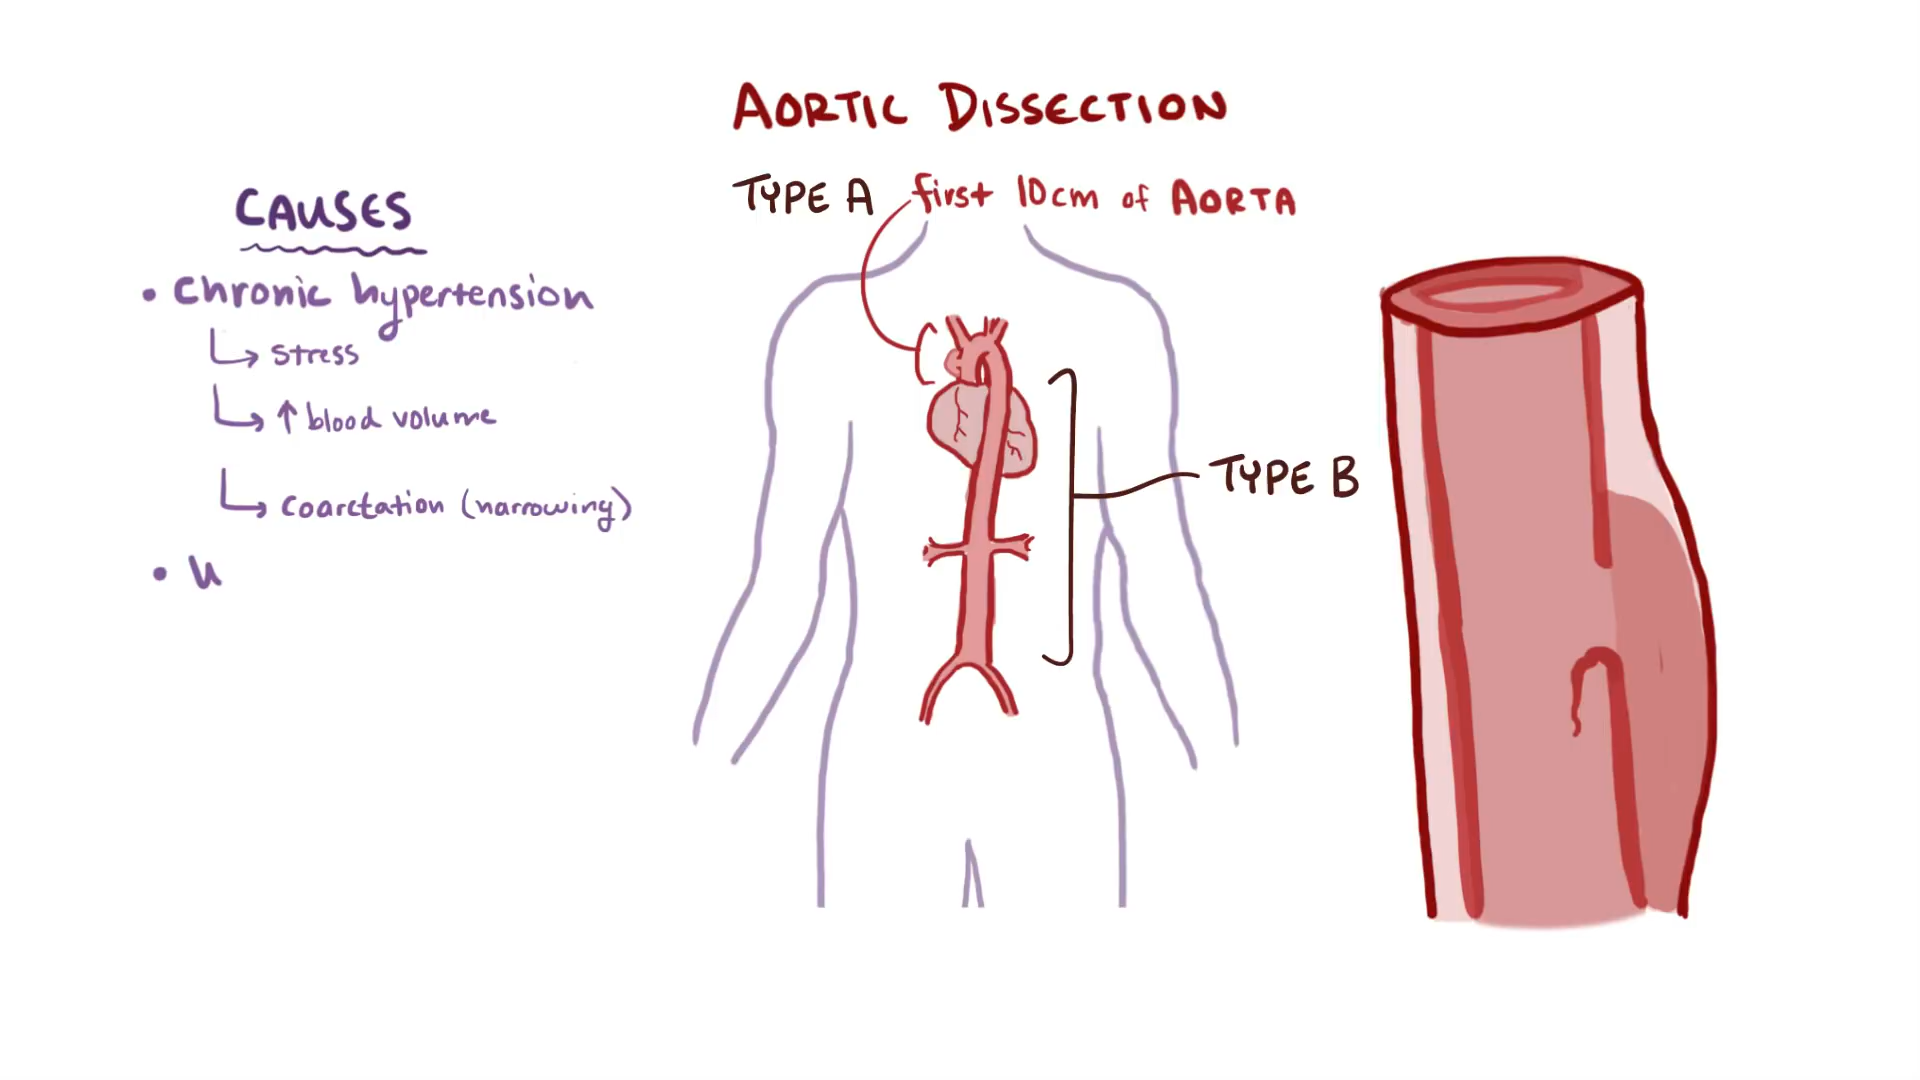 AORTIC DISSECTION
TYPE A first 10cm of AORTA
CAUSES
• Chronic hypertension
↳ stress
↳ ↑ blood volume
↳ coarctation (narrowing)
TYPE B